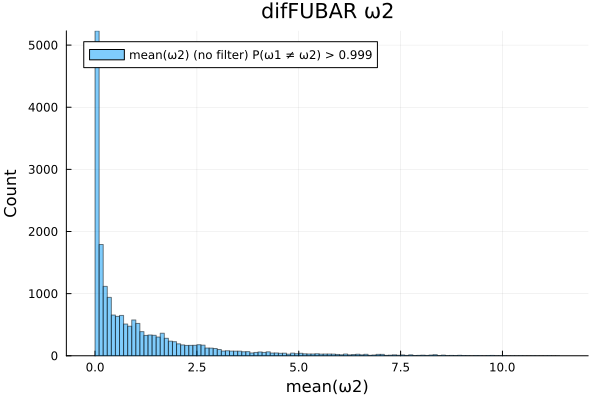 difFUBAR ω2
mean(ω2) (no filter) P(ω1 ≠ ω2) > 0.999
5000
4000
3000
2000
1000
0
Count
0.0 2.5 5.0 7.5 10.0
mean(ω2)